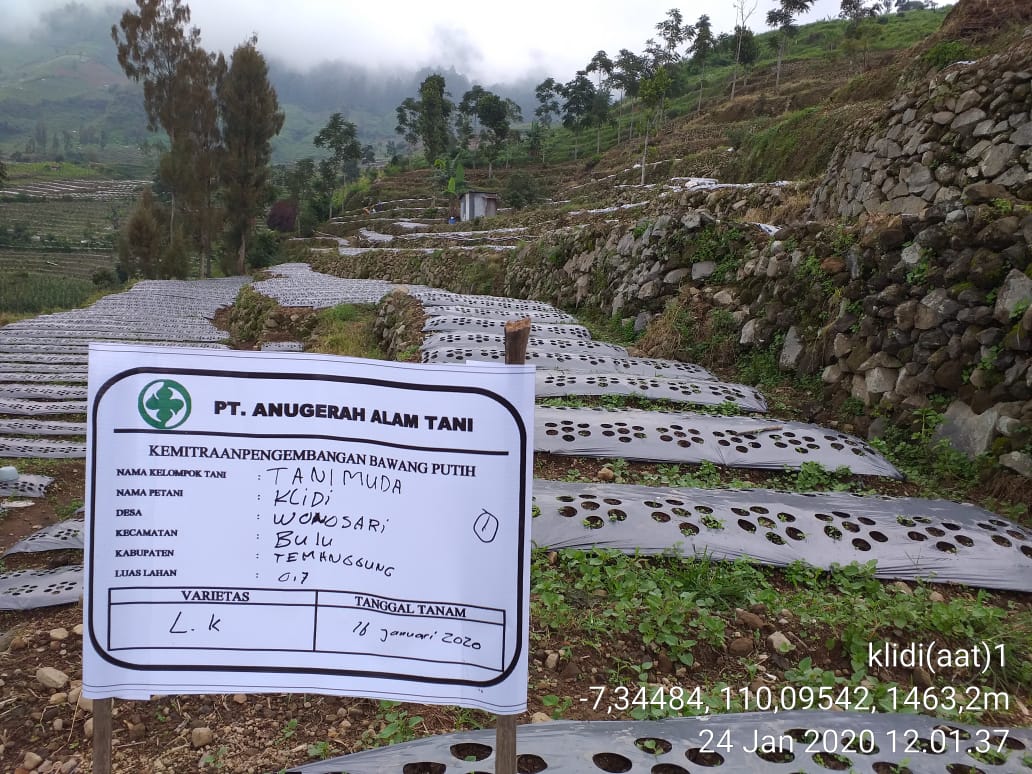 PT. ANUGERAH ALAM TANI
KEMITRAANPENGEMBANGAN BAWANG PUTIH
NAMA KELOMPOK TANI : TANI MUDA
NAMA PETANI : KLiDi
DESA : WONOSARi
KECAMATAN : BuLu
KABUPATEN : TEMANGGUNG
LUAS LAHAN : 0,7
1
VARIETAS TANGGAL TANAM
L.K 16 januari 2020
klidi(aat)1
-7,34484, 110,09542, 1463,2m
24 Jan 2020 12.01.37